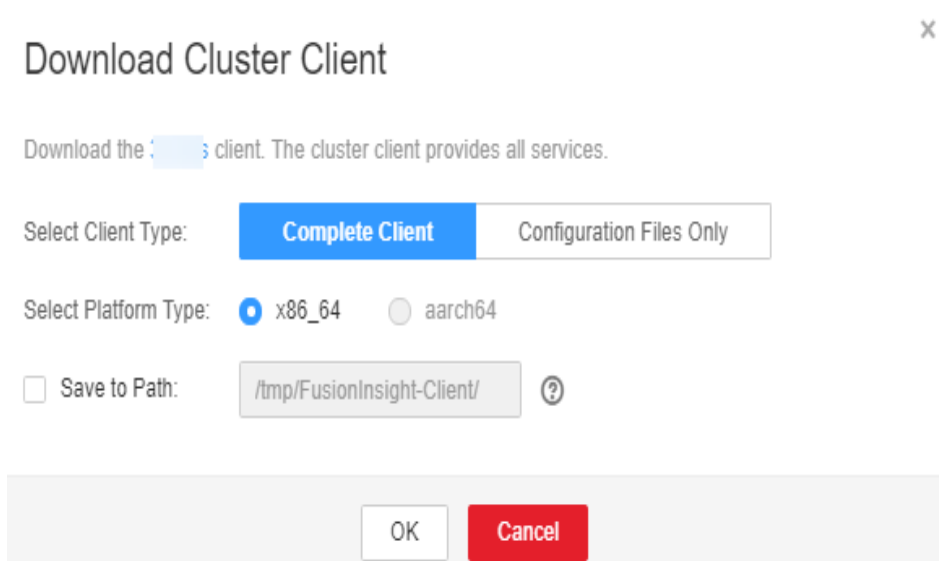 Download Cluster Client
Download the client. The cluster client provides all services.
Select Client Type: Complete Client Configuration Files Only
Select Platform Type: x86_64 aarch64
Save to Path: /tmp/FusionInsight-Client/ ?
OK Cancel